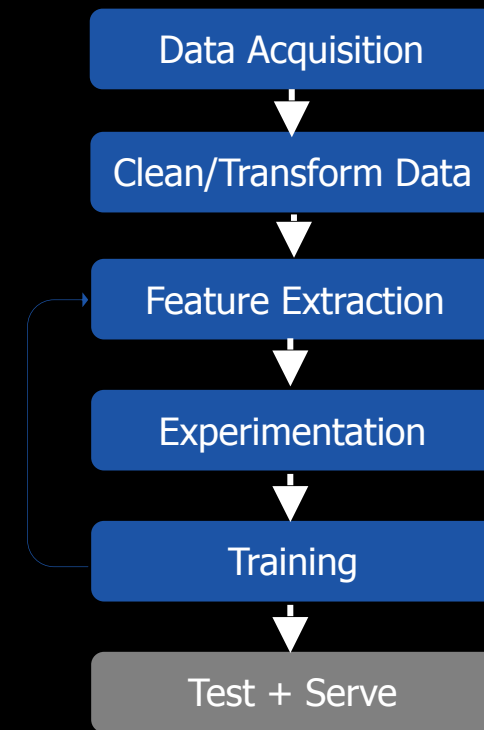 Data Acquisition
Clean/Transform Data
Feature Extraction
Experimentation
Training
Test + Serve